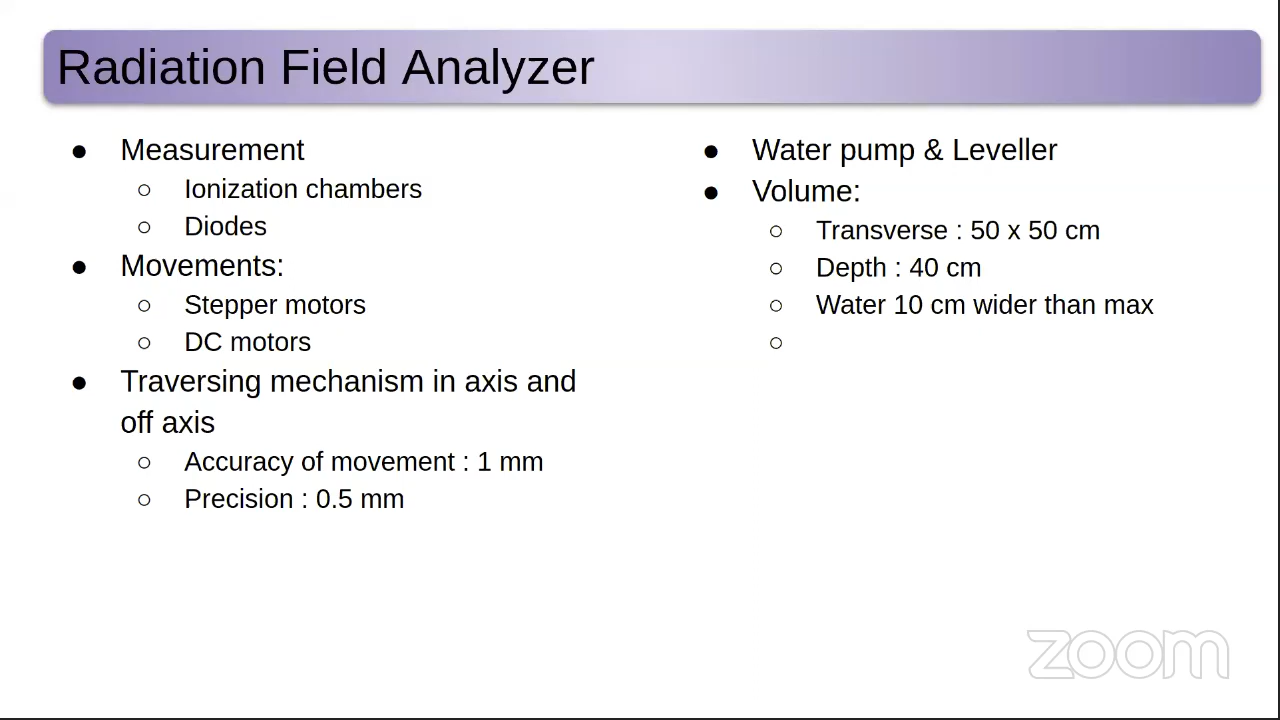 Radiation Field Analyzer
● Measurement
○ Ionization chambers
○ Diodes
● Movements:
○ Stepper motors
○ DC motors
● Traversing mechanism in axis and
off axis
○ Accuracy of movement : 1 mm
○ Precision : 0.5 mm
● Water pump & Leveller
● Volume:
○ Transverse : 50 x 50 cm
○ Depth : 40 cm
○ Water 10 cm wider than max
○
zoom